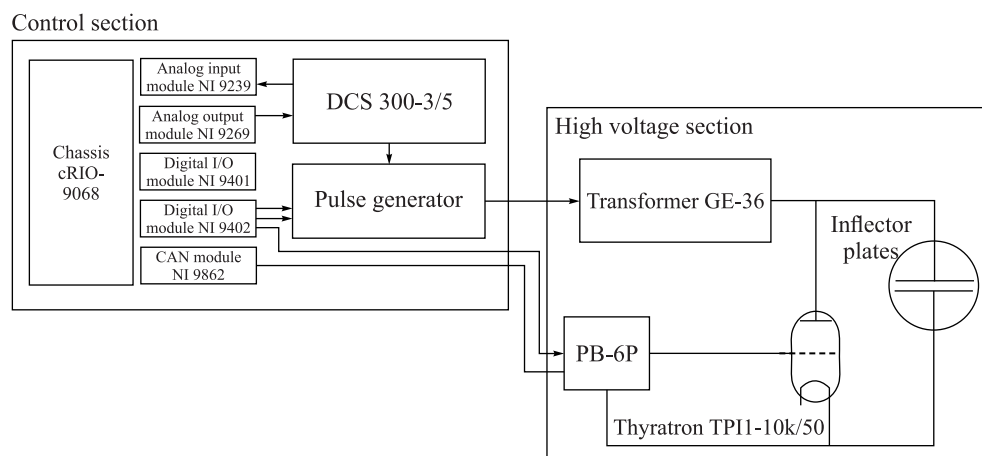 Control section
Chassis
cRIO-
9068
Analog input
module NI 9239
Analog output
module NI 9269
Digital I/O
module NI 9401
Digital I/O
module NI 9402
CAN module
NI 9862
DCS 300-3/5
Pulse generator
High voltage section
Transformer GE-36
Inflector
plates
PB-6P
Thyratron TPI1-10k/50